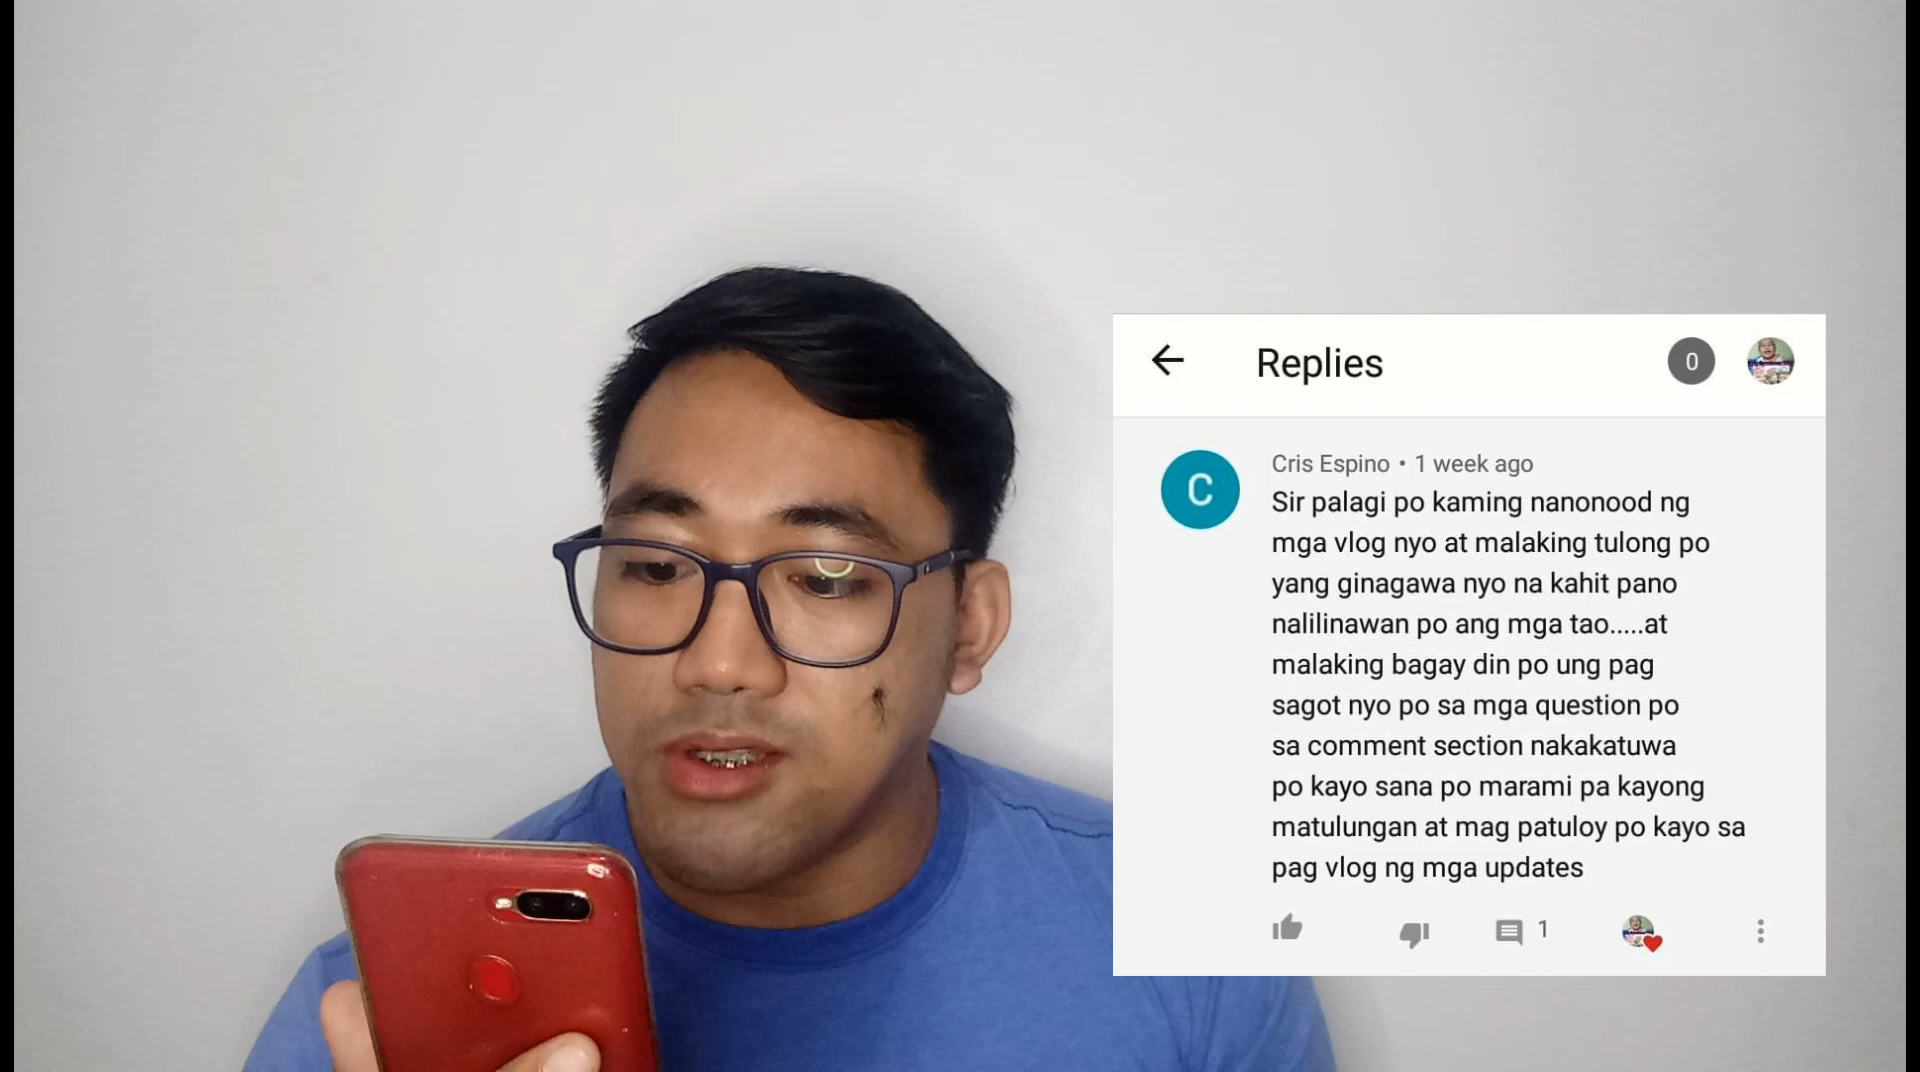 Replies
0
C
Cris Espino • 1 week ago
Sir palagi po kaming nanonood ng
mga vlog nyo at malaking tulong po
yang ginagawa nyo na kahit pano
nalilinawan po ang mga tao.....at
malaking bagay din po ung pag
sagot nyo po sa mga question po
sa comment section nakakatuwa
po kayo sana po marami pa kayong
matulungan at mag patuloy po kayo sa
pag vlog ng mga updates
1